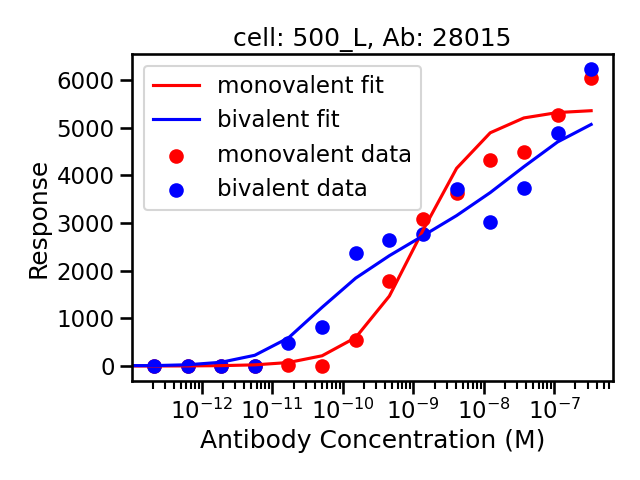 cell: 500_L, Ab: 28015
monovalent fit
bivalent fit
monovalent data
bivalent data
Response
6000
5000
4000
3000
2000
1000
0
10⁻¹² 10⁻¹¹ 10⁻¹⁰ 10⁻⁹ 10⁻⁸ 10⁻⁷
Antibody Concentration (M)